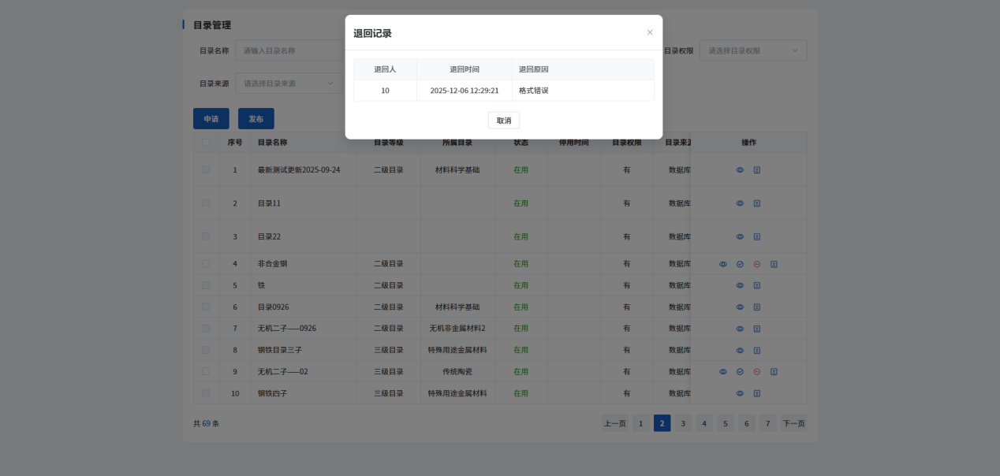 目录管理
退回记录
目录名称 请输入目录名称 目录权限 请选择目录权限
退回人 退回时间 退回原因
目录来源 请选择目录来源
10 2025-12-06 12:29:21 格式错误
申请 发布 取消
序号 目录名称 目录等级 所属目录 状态 停用时间 目录权限 目录来 操作
1 最新测试更新2025-09-24 二级目录 材料科学基础 在用 有 数据库
2 目录11 在用 有 数据库
3 目录22 在用 有 数据库
4 非合金钢 二级目录 在用 有 数据库
5 铁 二级目录 在用 有 数据库
6 目录0926 二级目录 材料科学基础 在用 有 数据库
7 无机二子——0926 二级目录 无机非金属材料2 在用 有 数据库
8 钢铁目录三子 三级目录 特殊用途金属材料 在用 有 数据库
9 无机二子——02 三级目录 传统陶瓷 在用 有 数据库
10 钢铁四子 三级目录 特殊用途金属材料 在用 有 数据库
共 69 条 上一页 1 2 3 4 5 6 7 下一页